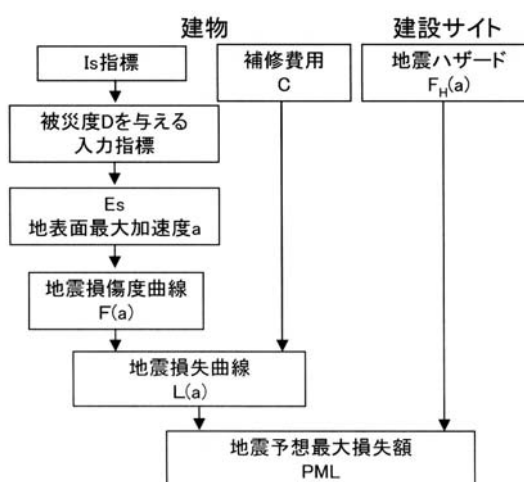 建物
建設サイト
Is指標
補修費用
C
地震ハザード
F_H(a)
被災度Dを与える
入力指標
Es
地表面最大加速度a
地震損傷度曲線
F(a)
地震損失曲線
L(a)
地震予想最大損失額
PML